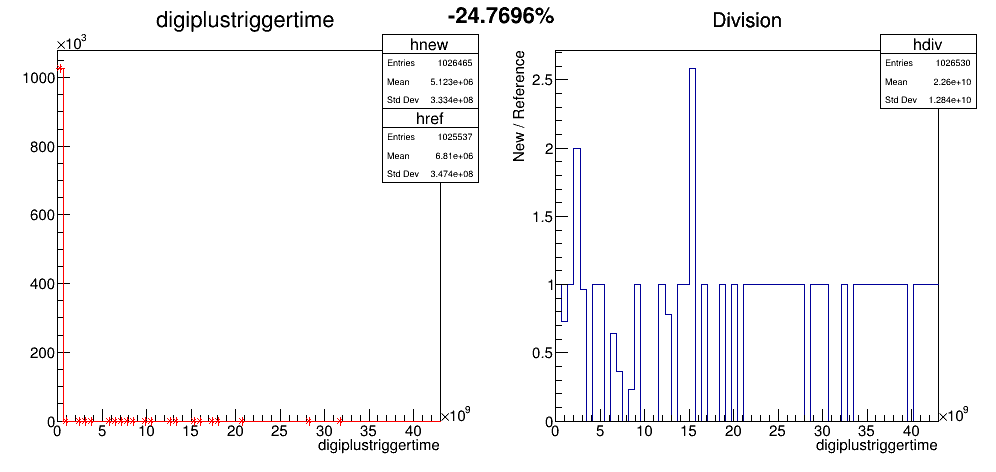 -24.7696%
digiplustriggertime
×10³
hnew
Entries 1026465
Mean 5.123e+06
Std Dev 3.334e+08
href
Entries 1025537
Mean 6.81e+06
Std Dev 3.474e+08
1000
800
600
400
200
0
0 5 10 15 20 25 30 35 40
×10⁹
digiplustriggertime
Division
hdiv
Entries 1026530
Mean 2.26e+10
Std Dev 1.284e+10
New / Reference
2.5
2
1.5
1
0.5
0
0 5 10 15 20 25 30 35 40
×10⁹
digiplustriggertime